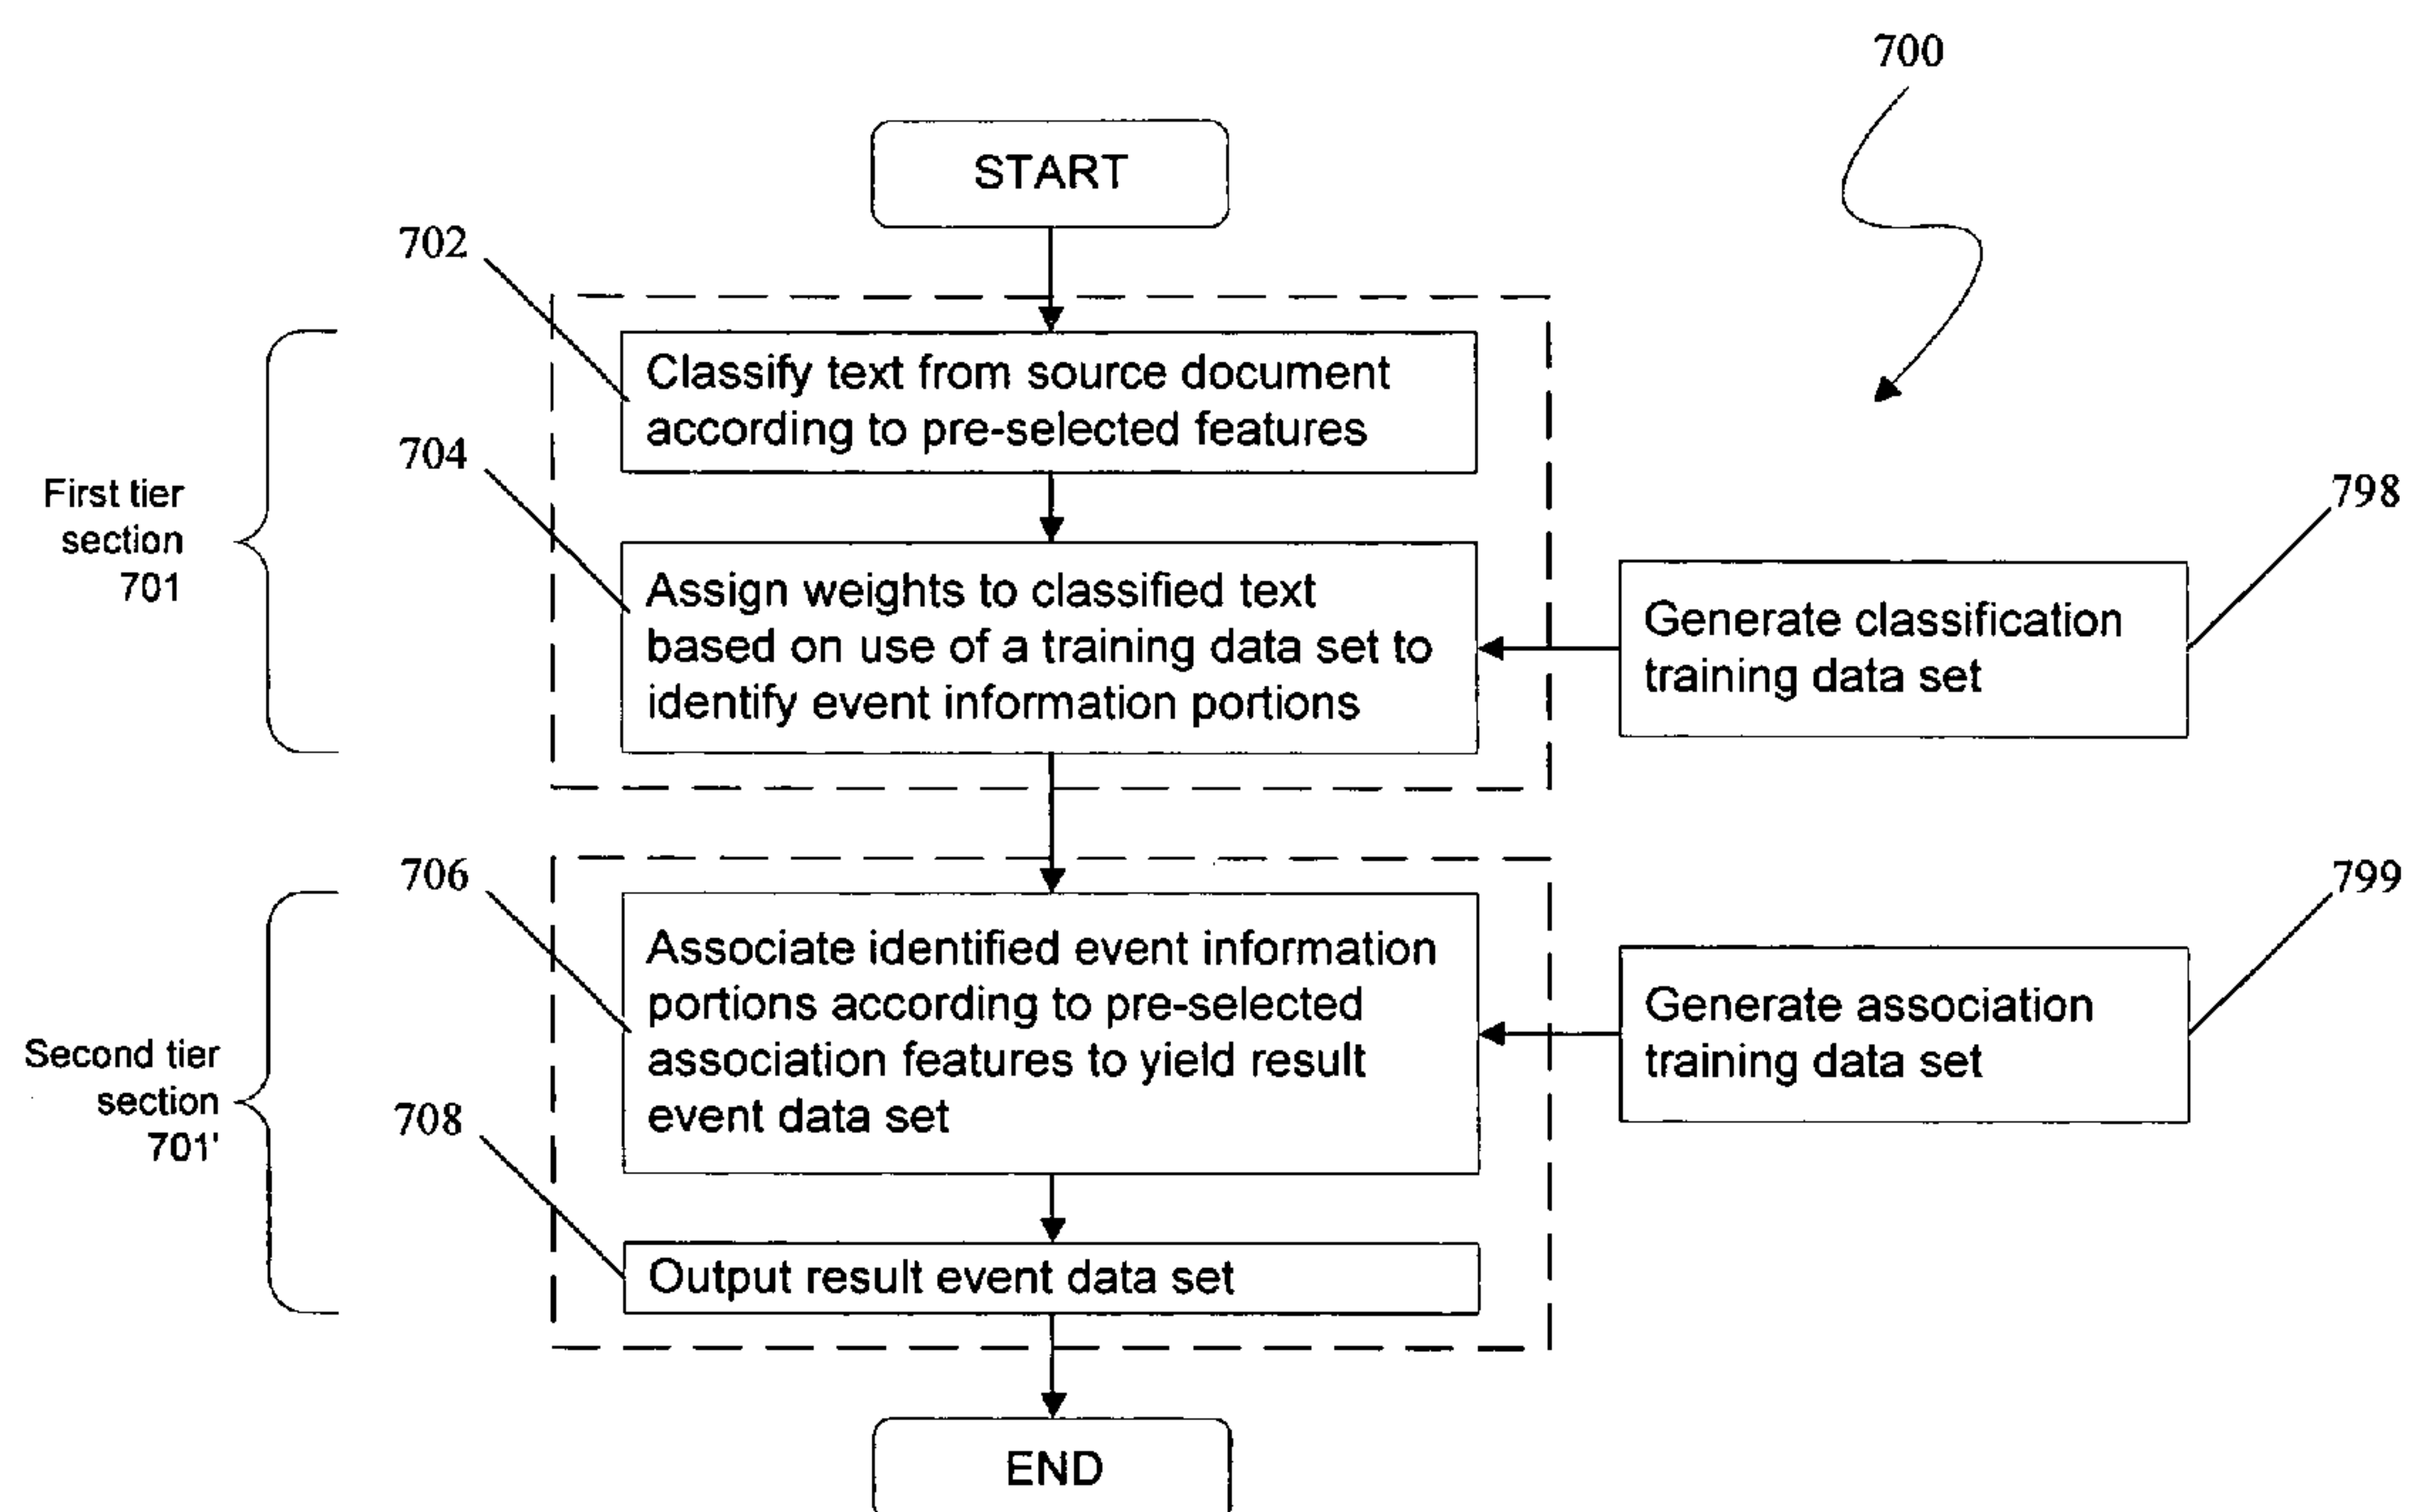 700
START
702
Classify text from source document
according to pre-selected features
704
First tier
section
701
Assign weights to classified text
based on use of a training data set to
identify event information portions
798
Generate classification
training data set
706
Associate identified event information
portions according to pre-selected
association features to yield result
event data set
799
Generate association
training data set
Second tier
section
701'
708
Output result event data set
END